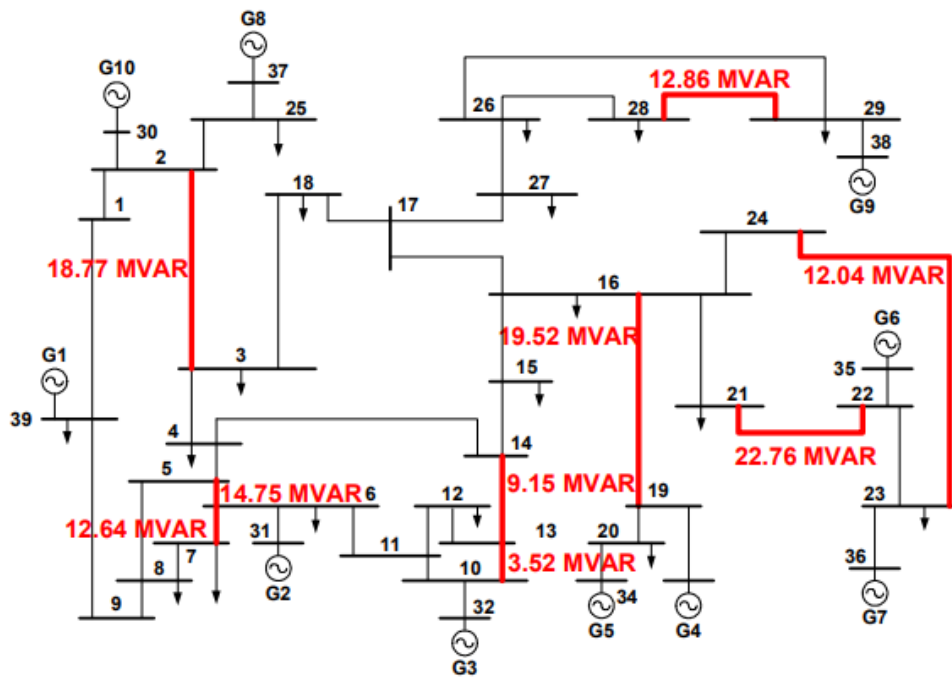 G8
G10
37
12.86 MVAR
25
26
28
29
30
38
2
18
27
G9
17
1
24
18.77 MVAR
16
12.04 MVAR
19.52 MVAR
G6
G1
3
15
35
39
21
22
4
14
22.76 MVAR
5
14.75 MVAR
6
12
9.15 MVAR
19
23
12.64 MVAR
31
13
20
7
11
3.52 MVAR
8
10
36
G2
34
9
32
G5
G4
G7
G3